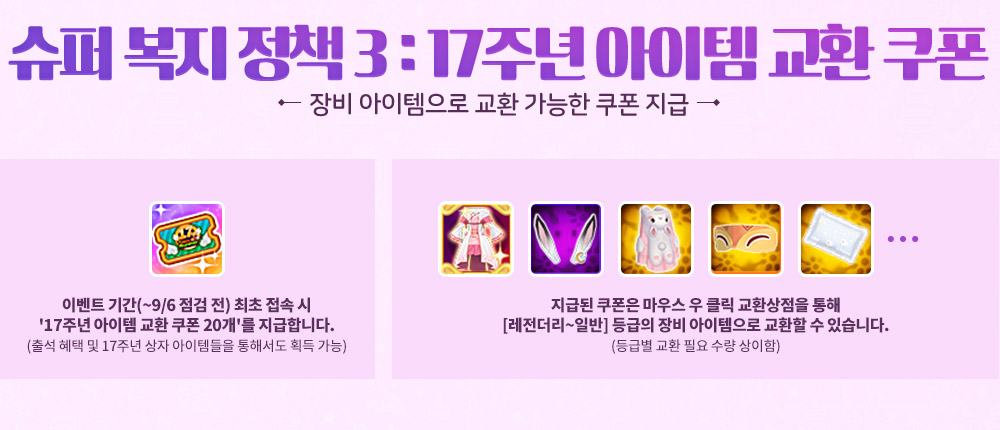 슈퍼 복지 정책 3 : 17주년 아이템 교환 쿠폰
장비 아이템으로 교환 가능한 쿠폰 지급
이벤트 기간(~9/6 점검 전) 최초 접속 시
'17주년 아이템 교환 쿠폰 20개'를 지급합니다.
(출석 혜택 및 17주년 상자 아이템들을 통해서도 획득 가능)
지급된 쿠폰은 마우스 우 클릭 교환상점을 통해
[레전더리~일반] 등급의 장비 아이템으로 교환할 수 있습니다.
(등급별 교환 필요 수량 상이함)